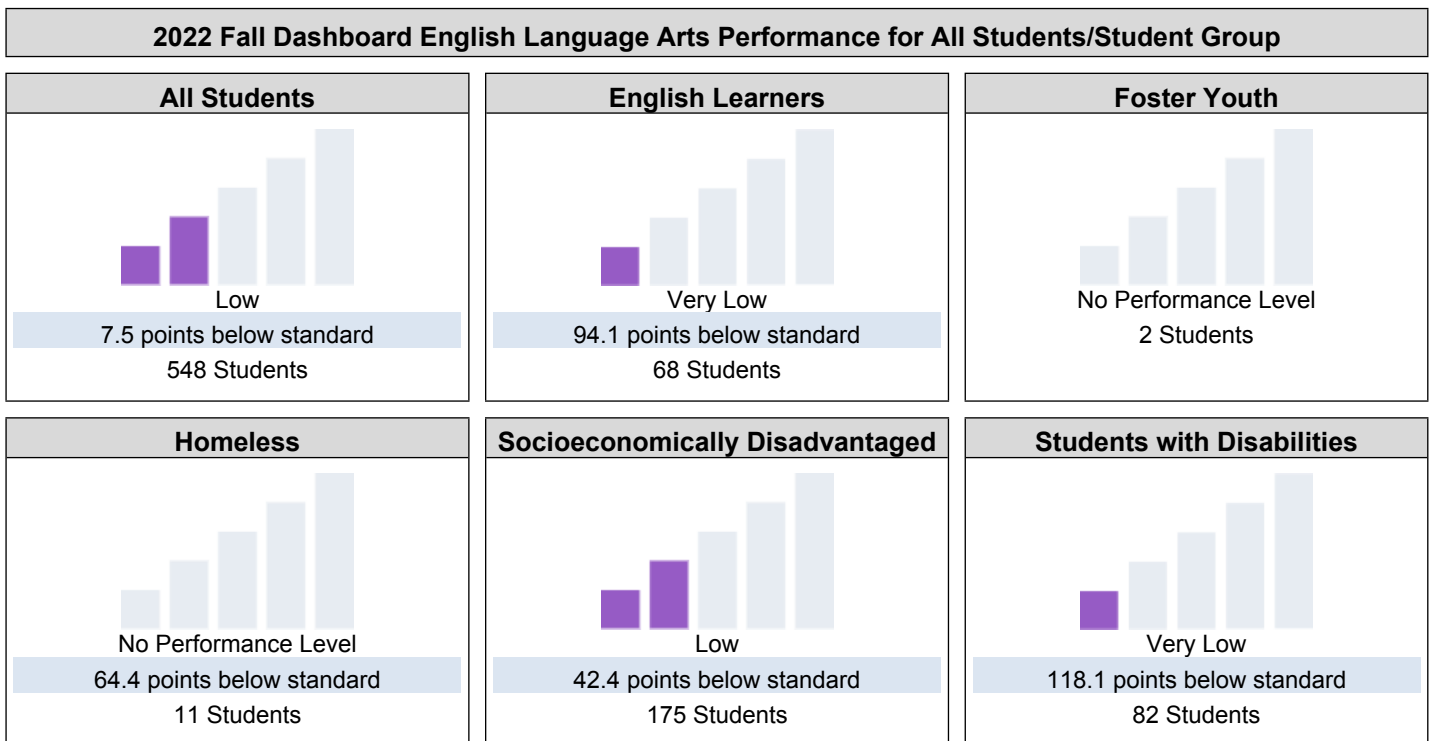 2022 Fall Dashboard English Language Arts Performance for All Students/Student Group
All Students
Low
7.5 points below standard
548 Students
English Learners
Very Low
94.1 points below standard
68 Students
Foster Youth
No Performance Level
2 Students
Homeless
No Performance Level
64.4 points below standard
11 Students
Socioeconomically Disadvantaged
Low
42.4 points below standard
175 Students
Students with Disabilities
Very Low
118.1 points below standard
82 Students